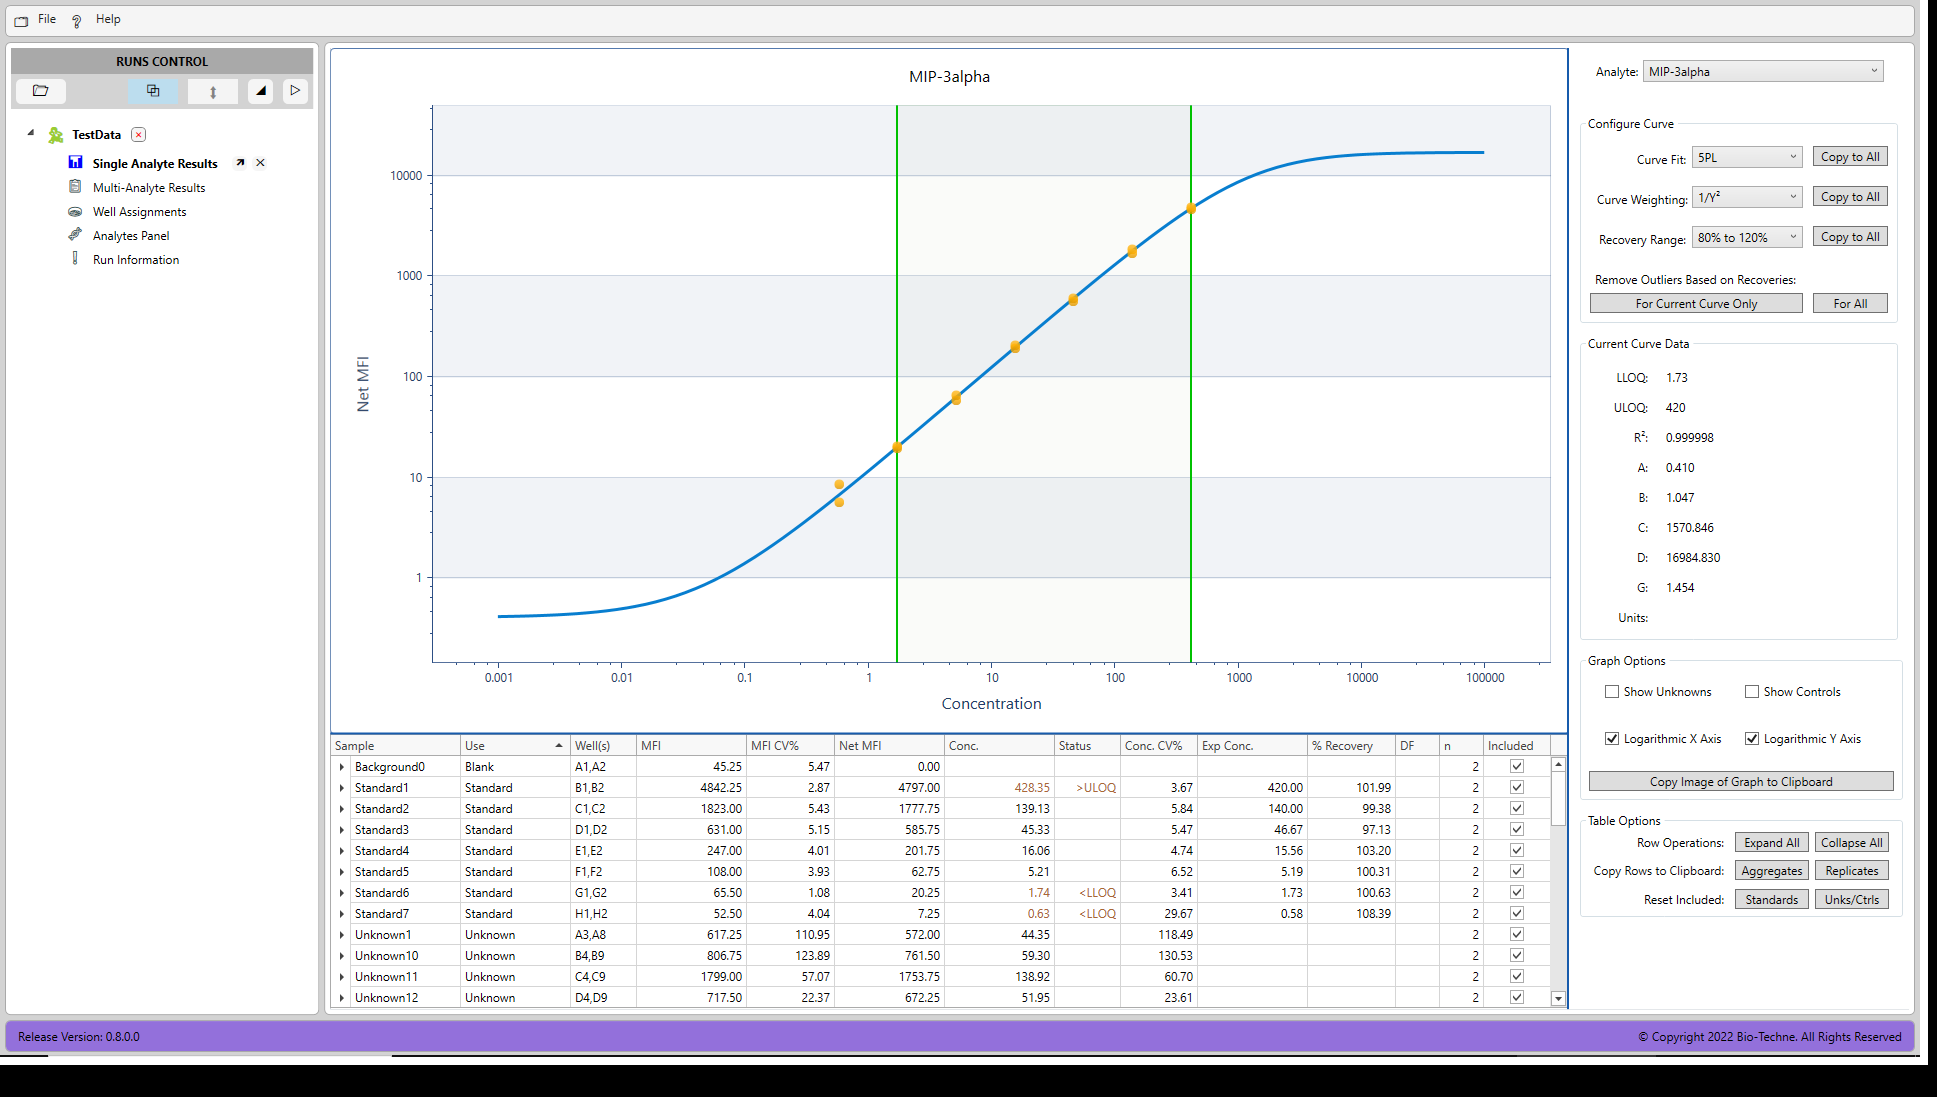 File Help
RUNS CONTROL
TestData
Single Analyte Results
Multi-Analyte Results
Well Assignments
Analytes Panel
Run Information
MIP-3alpha
10000
1000
100
10
1
Net MFI
0.001 0.01 0.1 1 10 100 1000 10000 100000
Concentration
Sample Use Well(s) MFI MFI CV% Net MFI Conc. Status Conc. CV% Exp Conc. % Recovery DF n Included
Background0 Blank A1,A2 45.25 5.47 0.00 2
Standard1 Standard B1,B2 4842.25 2.87 4797.00 428.35 >ULOQ 3.67 420.00 101.99 2
Standard2 Standard C1,C2 1823.00 5.43 1777.75 139.13 5.84 140.00 99.38 2
Standard3 Standard D1,D2 631.00 5.15 585.75 45.33 5.47 46.67 97.13 2
Standard4 Standard E1,E2 247.00 4.01 201.75 16.06 4.74 15.56 103.20 2
Standard5 Standard F1,F2 108.00 3.93 62.75 5.21 6.52 5.19 100.31 2
Standard6 Standard G1,G2 65.50 1.08 20.25 1.74 <LLOQ 3.41 1.73 100.63 2
Standard7 Standard H1,H2 52.50 4.04 7.25 0.63 <LLOQ 29.67 0.58 108.39 2
Unknown1 Unknown A3,A8 617.25 110.95 572.00 44.35 118.49 2
Unknown10 Unknown B4,B9 806.75 123.89 761.50 59.30 130.53 2
Unknown11 Unknown C4,C9 1799.00 57.07 1753.75 138.92 60.70 2
Unknown12 Unknown D4,D9 717.50 22.37 672.25 51.95 23.61 2
Analyte: MIP-3alpha
Configure Curve
Curve Fit: 5PL Copy to All
Curve Weighting: 1/Y² Copy to All
Recovery Range: 80% to 120% Copy to All
Remove Outliers Based on Recoveries:
For Current Curve Only For All
Current Curve Data
LLOQ: 1.73
ULOQ: 420
R²: 0.999998
A: 0.410
B: 1.047
C: 1570.846
D: 16984.830
G: 1.454
Units:
Graph Options
Show Unknowns Show Controls
Logarithmic X Axis Logarithmic Y Axis
Copy Image of Graph to Clipboard
Table Options
Row Operations: Expand All Collapse All
Copy Rows to Clipboard: Aggregates Replicates
Reset Included: Standards Unks/Ctrls
Release Version: 0.8.0.0 © Copyright 2022 Bio-Techne. All Rights Reserved